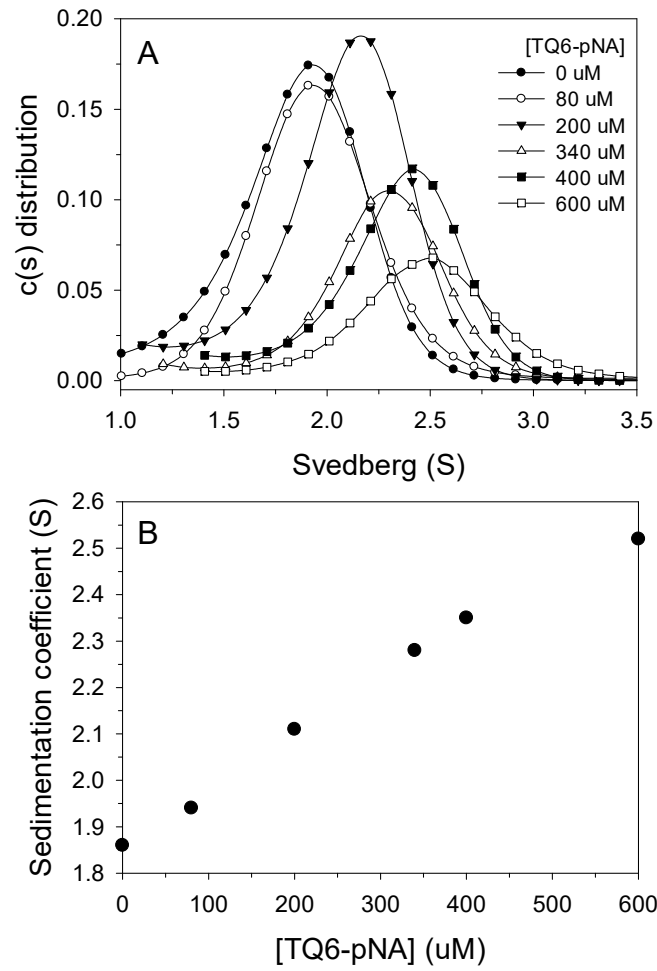 A
[TQ6-pNA]
0 uM
80 uM
200 uM
340 uM
400 uM
600 uM
c(s) distribution
0.20
0.15
0.10
0.05
0.00
1.0 1.5 2.0 2.5 3.0 3.5
Svedberg (S)
B
Sedimentation coefficient (S)
2.6
2.5
2.4
2.3
2.2
2.1
2.0
1.9
1.8
0 100 200 300 400 500 600
[TQ6-pNA] (uM)